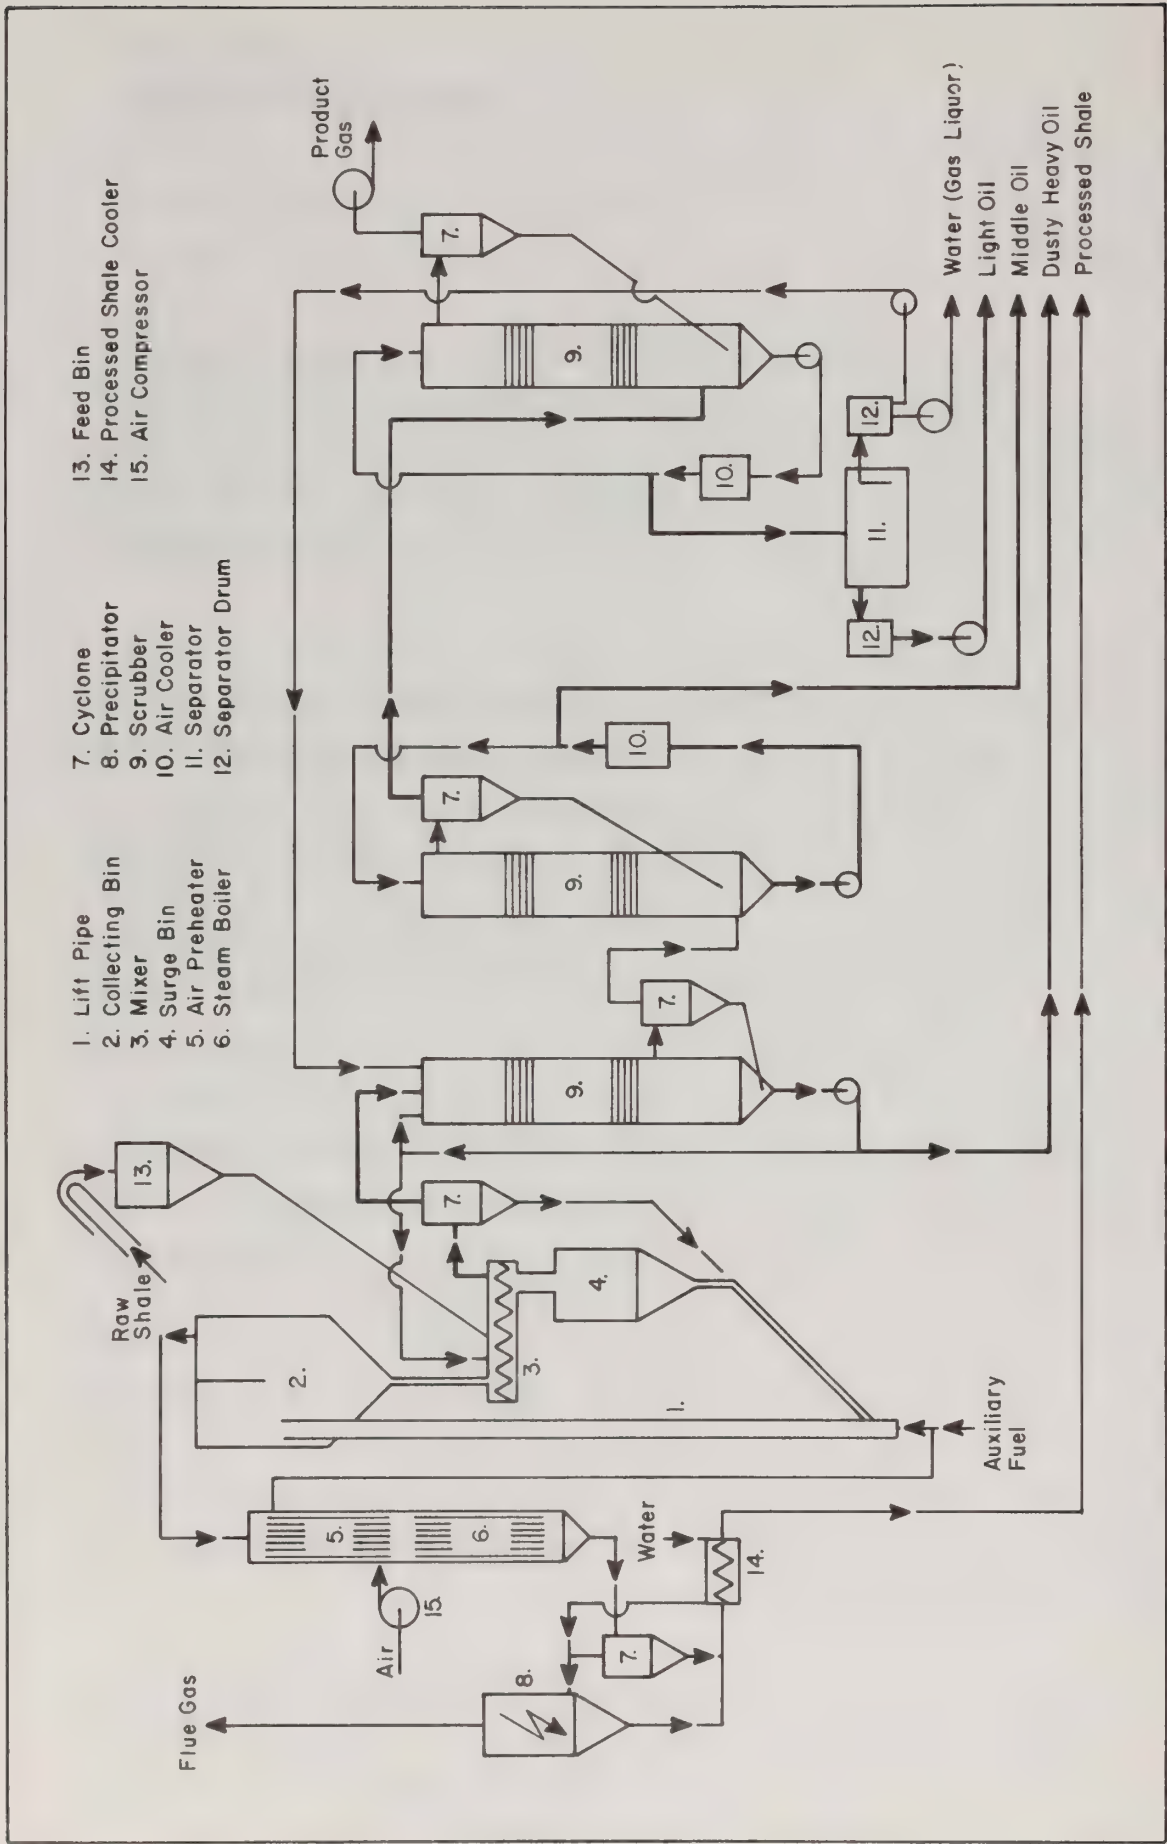 1. Lift Pipe
2. Collecting Bin
3. Mixer
4. Surge Bin
5. Air Preheater
6. Steam Boiler
7. Cyclone
8. Precipitator
9. Scrubber
10. Air Cooler
11. Separator
12. Separator Drum
13. Feed Bin
14. Processed Shale Cooler
15. Air Compressor
Flue Gas
Air
15.
8.
7.
5.
6.
Water
14.
Raw
Shale
13.
2.
1.
3.
4.
7.
Auxiliary
Fuel
9.
7.
9.
7.
10.
12.
11.
12.
10.
9.
7.
Product
Gas
Water (Gas Liquor)
Light Oil
Middle Oil
Dusty Heavy Oil
Processed Shale